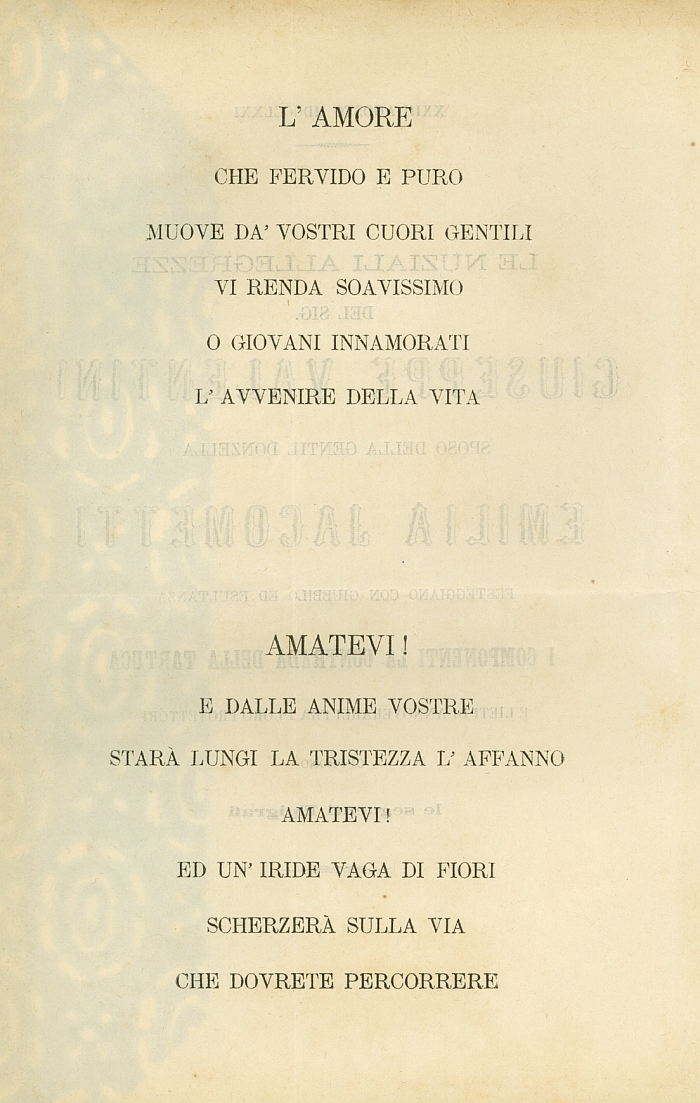 L' AMORE
CHE FERVIDO E PURO
MUOVE DA' VOSTRI CUORI GENTILI
VI RENDA SOAVISSIMO
O GIOVANI INNAMORATI
L' AVVENIRE DELLA VITA
AMATEVI!
E DALLE ANIME VOSTRE
STARÀ LUNGI LA TRISTEZZA L' AFFANNO
AMATEVI!
ED UN' IRIDE VAGA DI FIORI
SCHERZERÀ SULLA VIA
CHE DOVRETE PERCORRERE